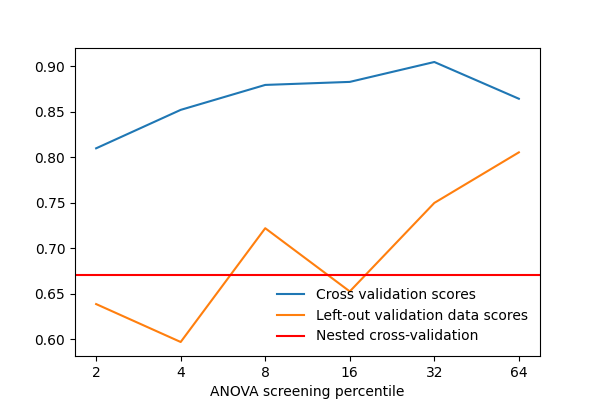 0.90
0.85
0.80
0.75
0.70
0.65
0.60
Cross validation scores
Left-out validation data scores
Nested cross-validation
2 4 8 16 32 64
ANOVA screening percentile